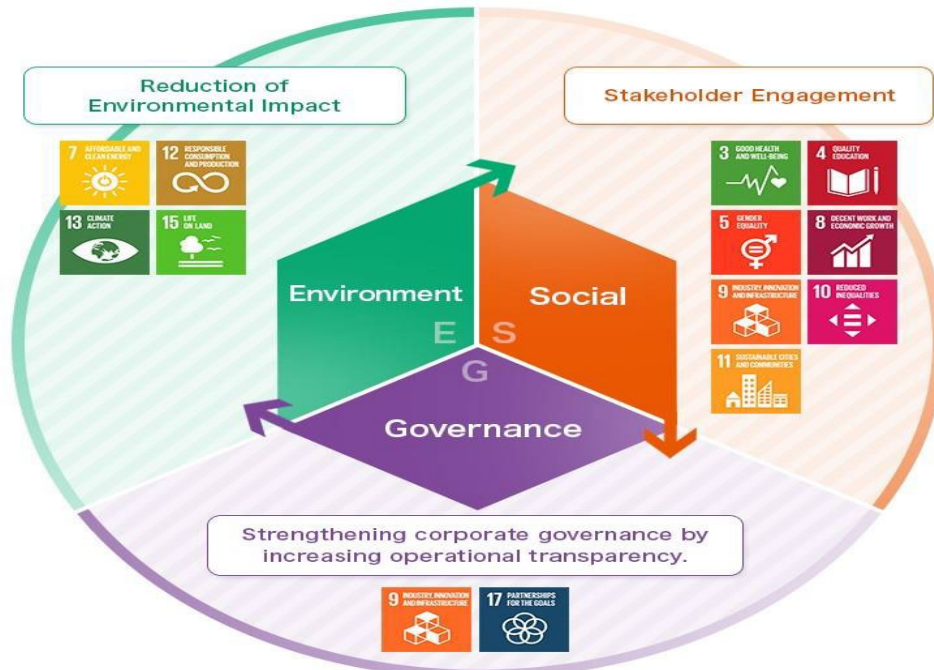 Reduction of
Environmental Impact
7 AFFORDABLE AND
CLEAN ENERGY
12 RESPONSIBLE
CONSUMPTION
AND PRODUCTION
13 CLIMATE
ACTION
15 LIFE
ON LAND
Stakeholder Engagement
3 GOOD HEALTH
AND WELL-BEING
4 QUALITY
EDUCATION
5 GENDER
EQUALITY
8 DECENT WORK AND
ECONOMIC GROWTH
9 INDUSTRY, INNOVATION
AND INFRASTRUCTURE
10 REDUCED
INEQUALITIES
11 SUSTAINABLE CITIES
AND COMMUNITIES
Environment
Social
E S
G
Governance
Strengthening corporate governance by
increasing operational transparency.
9 INDUSTRY, INNOVATION
AND INFRASTRUCTURE
17 PARTNERSHIPS
FOR THE GOALS